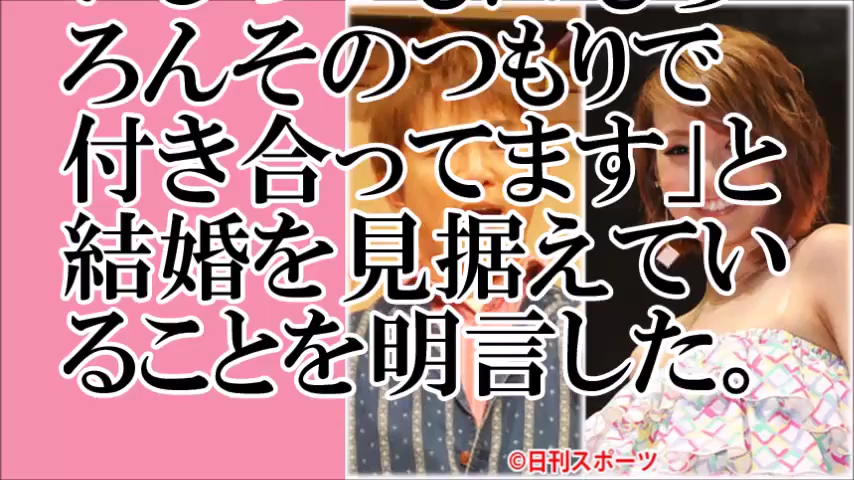 ろんそのつもりで
付き合ってます」と
結婚を見据えてい
ることを明言した。
©日刊スポーツ